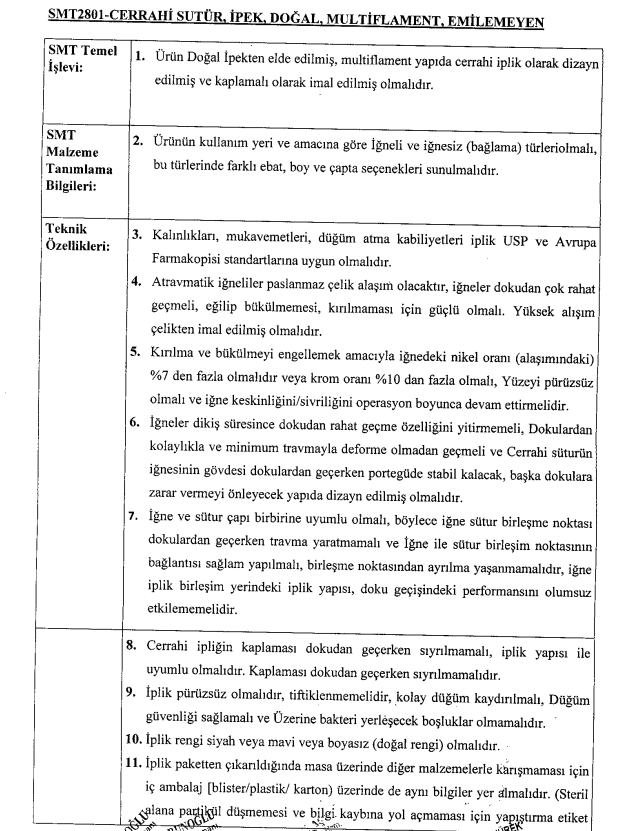 SMT2801-CERRAHİ SUTÜR, İPEK, DOĞAL, MULTİFLAMENT, EMİLEMEYEN
SMT Temel İşlevi:
1. Ürün Doğal İpekten elde edilmiş, multiflament yapıda cerrahi iplik olarak dizayn
edilmiş ve kaplamalı olarak imal edilmiş olmalıdır.
SMT
Malzeme
Tanımlama
Bilgileri:
2. Ürünün kullanım yeri ve amacına göre İğneli ve iğnesiz (bağlama) türleriolmalı,
bu türlerinde farklı ebat, boy ve çapta seçenekleri sunulmalıdır.
Teknik
Özellikleri:
3. Kalınlıkları, mukavemetleri, düğüm atma kabiliyetleri iplik USP ve Avrupa
Farmakopisi standartlarına uygun olmalıdır.
4. Atravmatik iğneliler paslanmaz çelik alaşım olacaktır, iğneler dokudan çok rahat
geçmeli, eğilip bükülmemesi, kırılmaması için güçlü olmalı. Yüksek alışım
çelikten imal edilmiş olmalıdır.
5. Kırılma ve bükülmeyi engellemek amacıyla iğnedeki nikel oranı (alaşımındaki)
%7 den fazla olmalıdır veya krom oranı %10 dan fazla olmalı, Yüzeyi pürüzsüz
olmalı ve iğne keskinliğini/sivriliğini operasyon boyunca devam ettirmelidir.
6. İğneler dikiş süresince dokudan rahat geçme özelliğini yitirmemeli, Dokulardan
kolaylıkla ve minimum travmayla deforme olmadan geçmeli ve Cerrahi süturun
iğnesinin gövdesi dokulardan geçerken portegüde stabil kalacak, başka dokulara
zarar vermeyi önleyecek yapıda dizayn edilmiş olmalıdır.
7. İğne ve sütur çapı birbirine uyumlu olmalı, böylece iğne sütur birleşme noktası
dokulardan geçerken travma yaratmamalı ve İğne ile sütur birleşim noktasının
bağlantısı sağlam yapılmalı, birleşme noktasından ayrılma yaşanmamalıdır, iğne
iplik birleşim yerindeki iplik yapısı, doku geçişindeki performansını olumsuz
etkilememelidir.
8. Cerrahi ipliğin kaplaması dokudan geçerken sıyrılmamalı, iplik yapısı ile
uyumlu olmalıdır. Kaplaması dokudan geçerken sıyrılmamalıdır.
9. İplik pürüzsüz olmalıdır, tiftiklenmemelidir, kolay düğüm kaydırılmalı, Düğüm
güvenliği sağlamalı ve Üzerine bakteri yerleşecek boşluklar olmamalıdır.
10. İplik rengi siyah veya mavi veya boyasız (doğal rengi) olmalıdır.
11. İplik paketten çıkarıldığında masa üzerinde diğer malzemelerle karışmaması için
iç ambalaj [blister/plastik/ karton) üzerinde de aynı bilgiler yer almalıdır. (Steril
alana partikül düşmemesi ve bilgi kaybına yol açmaması için yapıştırma etiket